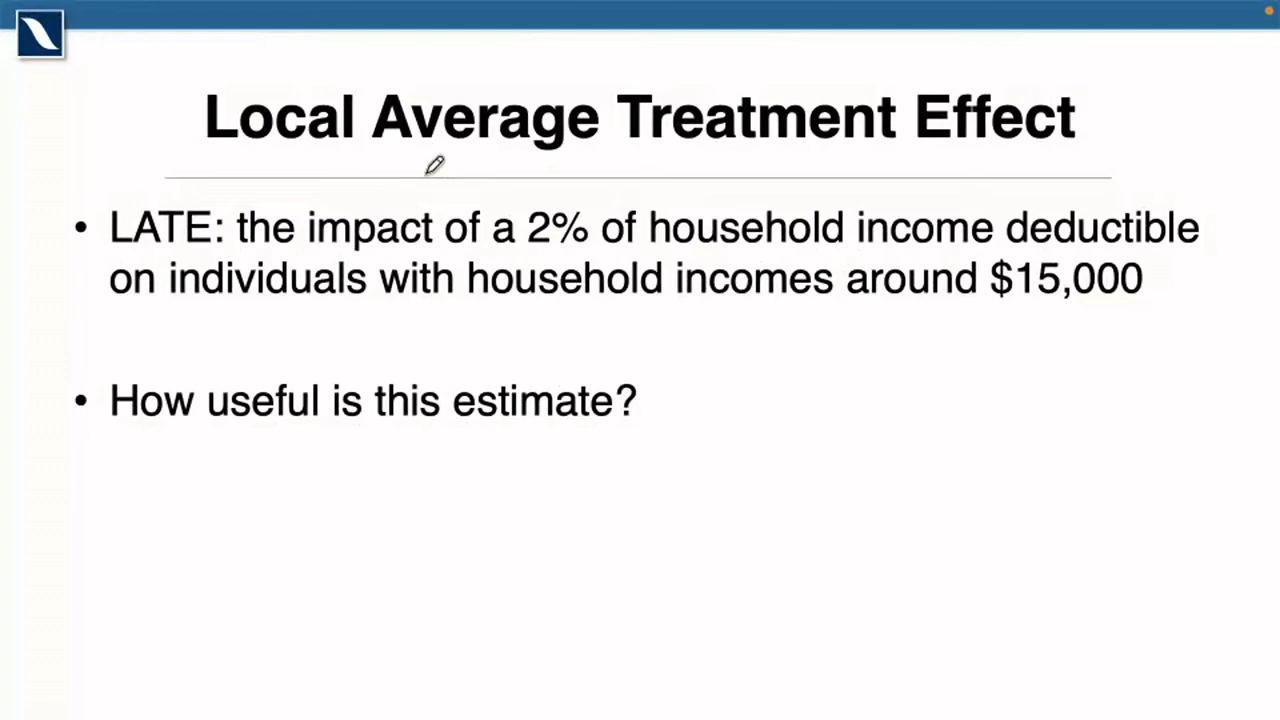 Local Average Treatment Effect
• LATE: the impact of a 2% of household income deductible
on individuals with household incomes around $15,000
• How useful is this estimate?